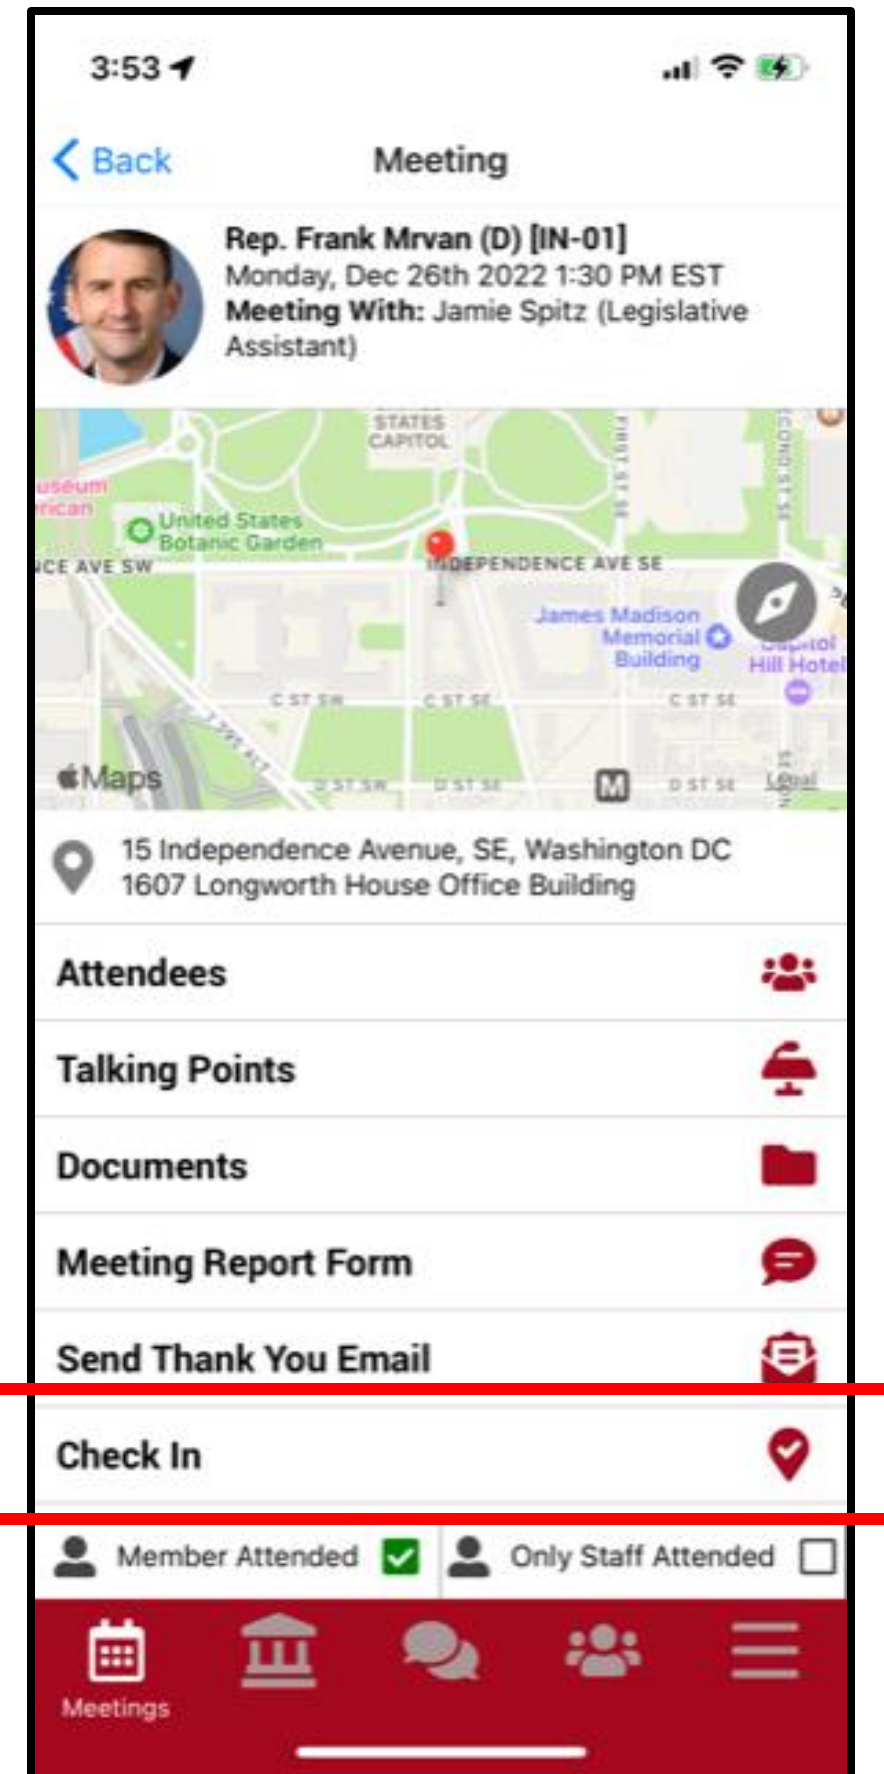 3:53
Back
Meeting
Rep. Frank Mrvan (D) [IN-01]
Monday, Dec 26th 2022 1:30 PM EST
Meeting With: Jamie Spitz (Legislative
Assistant)
STATES
CAPITOL
FIRST ST SE
United States
Botanic Garden
INDEPENDENCE AVE SE
James Madison
Memorial
Building
Hill Hotel
C ST SW
C ST SE
C ST SE
Maps
D ST SW
D ST SE
M
D ST SE
Legal
15 Independence Avenue, SE, Washington DC
1607 Longworth House Office Building
Attendees
Talking Points
Documents
Meeting Report Form
Send Thank You Email
Check In
Member Attended
Only Staff Attended
Meetings